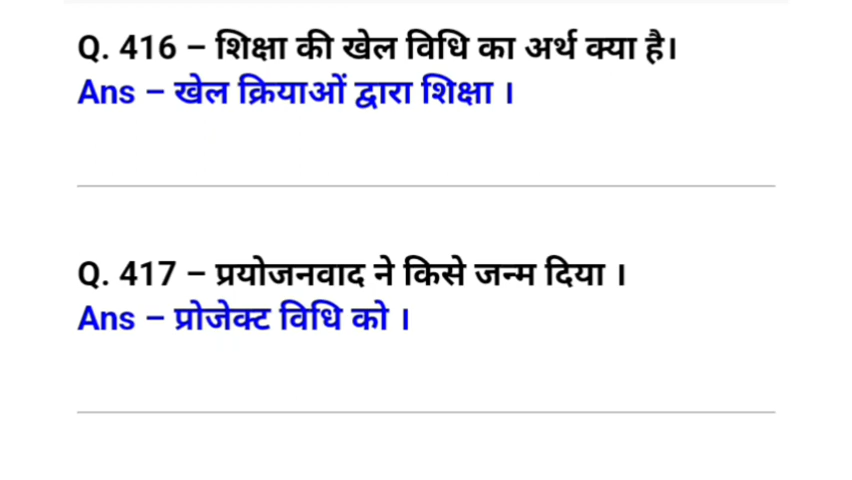 Q. 416 – शिक्षा की खेल विधि का अर्थ क्या है।
Ans – खेल क्रियाओं द्वारा शिक्षा ।
Q. 417 – प्रयोजनवाद ने किसे जन्म दिया ।
Ans – प्रोजेक्ट विधि को ।